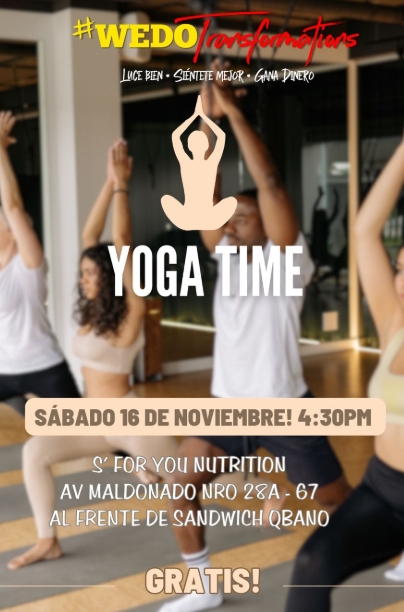 #WEDOTransformations
LUCE BIEN • SIÉNTETE MEJOR • GANA DINERO
YOGA TIME
SÁBADO 16 DE NOVIEMBRE! 4:30PM
S' FOR YOU NUTRITION
AV MALDONADO NRO 28A - 67
AL FRENTE DE SANDWICH QBANO
GRATIS!